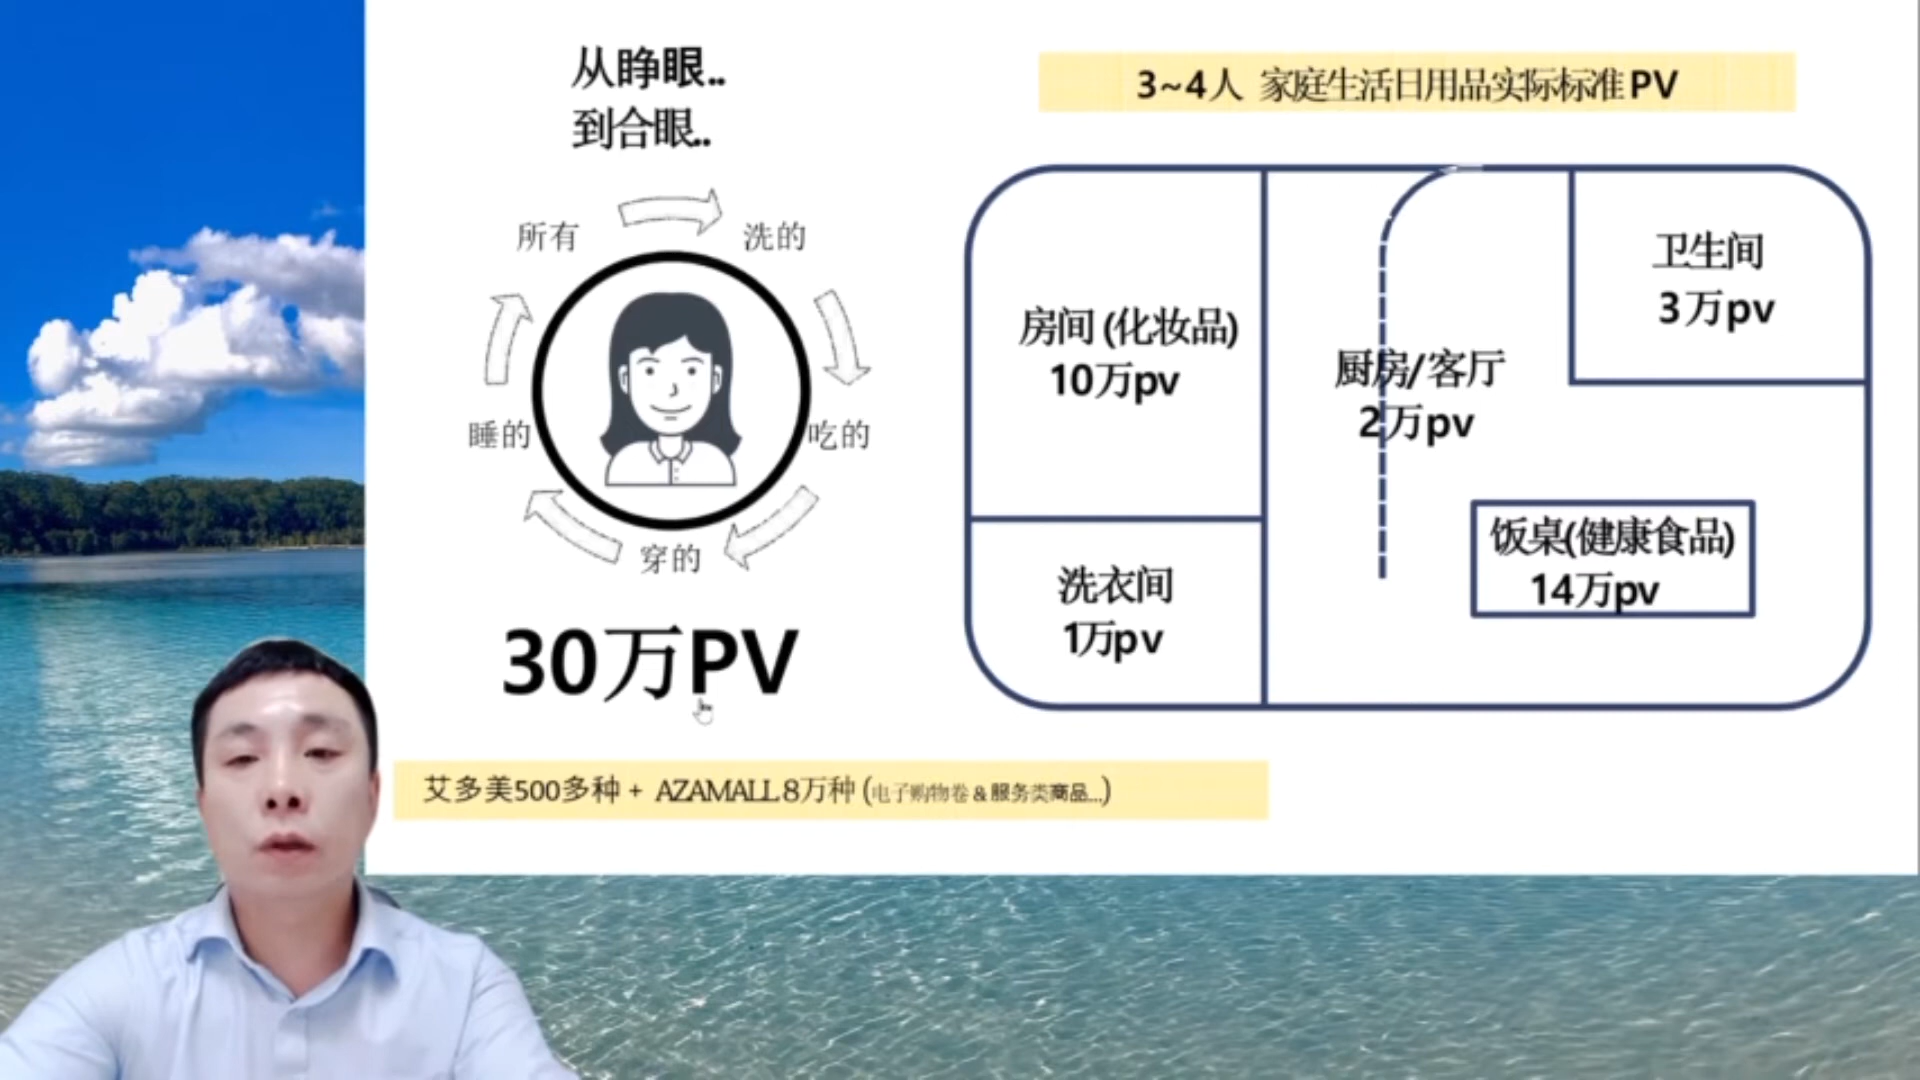 从睁眼..
到合眼..
所有
洗的
睡的
吃的
穿的
30万PV
3~4人 家庭生活日用品实际标准PV
房间(化妆品)
10万pv
卫生间
3万pv
厨房/客厅
2万pv
洗衣间
1万pv
饭桌(健康食品)
14万pv
艾多美500多种 + AZAMALL 8万种 (电子购物卷 & 服务类商品...)